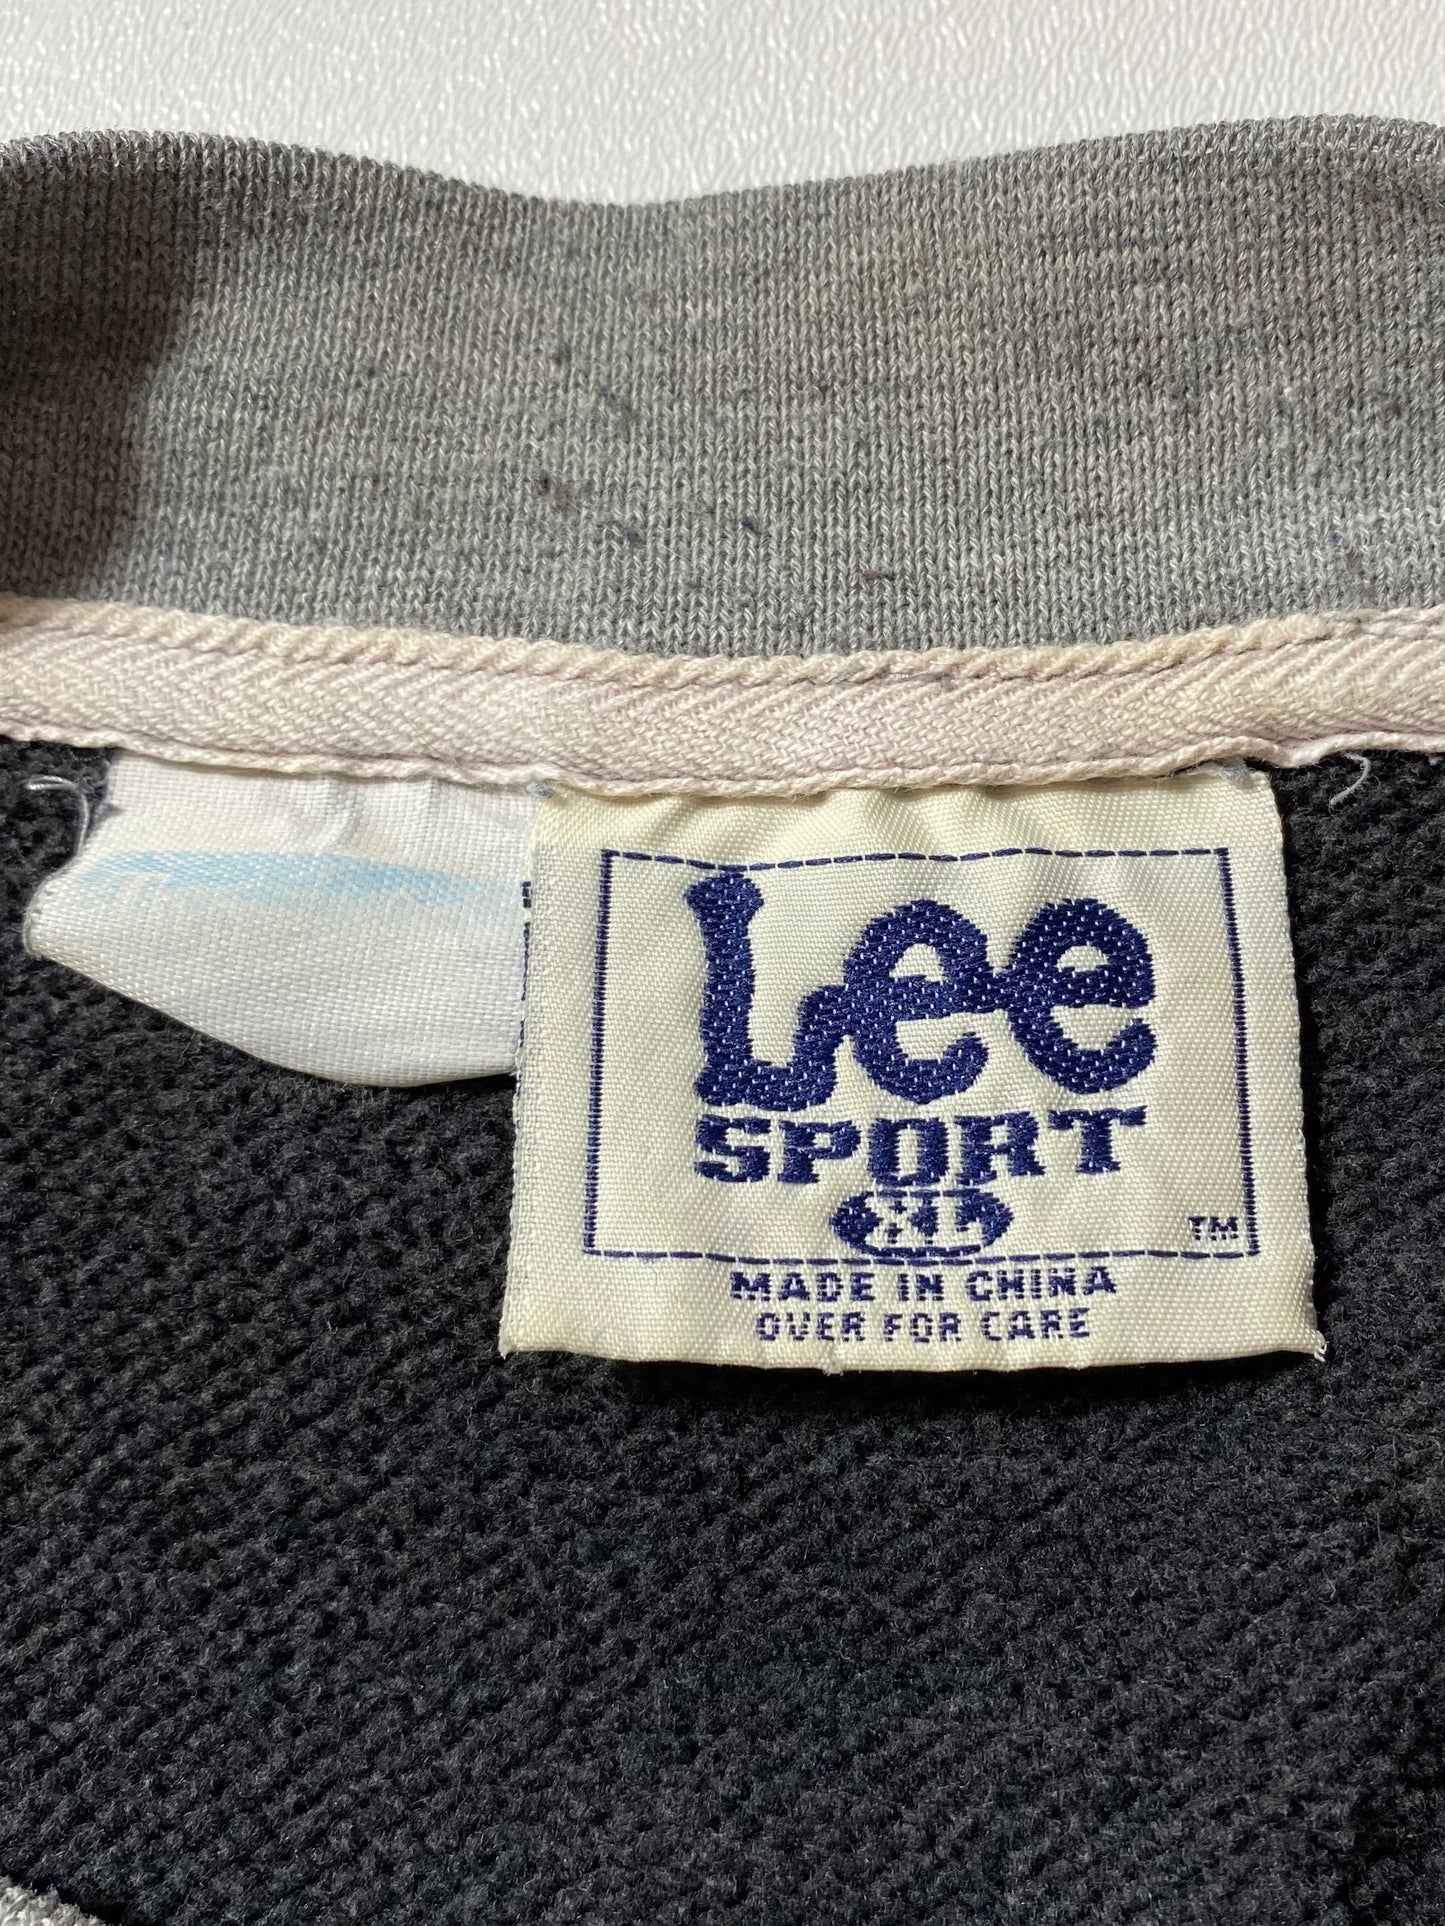 Lee
SPORT
XL
TM
MADE IN CHINA
OVER FOR CARE